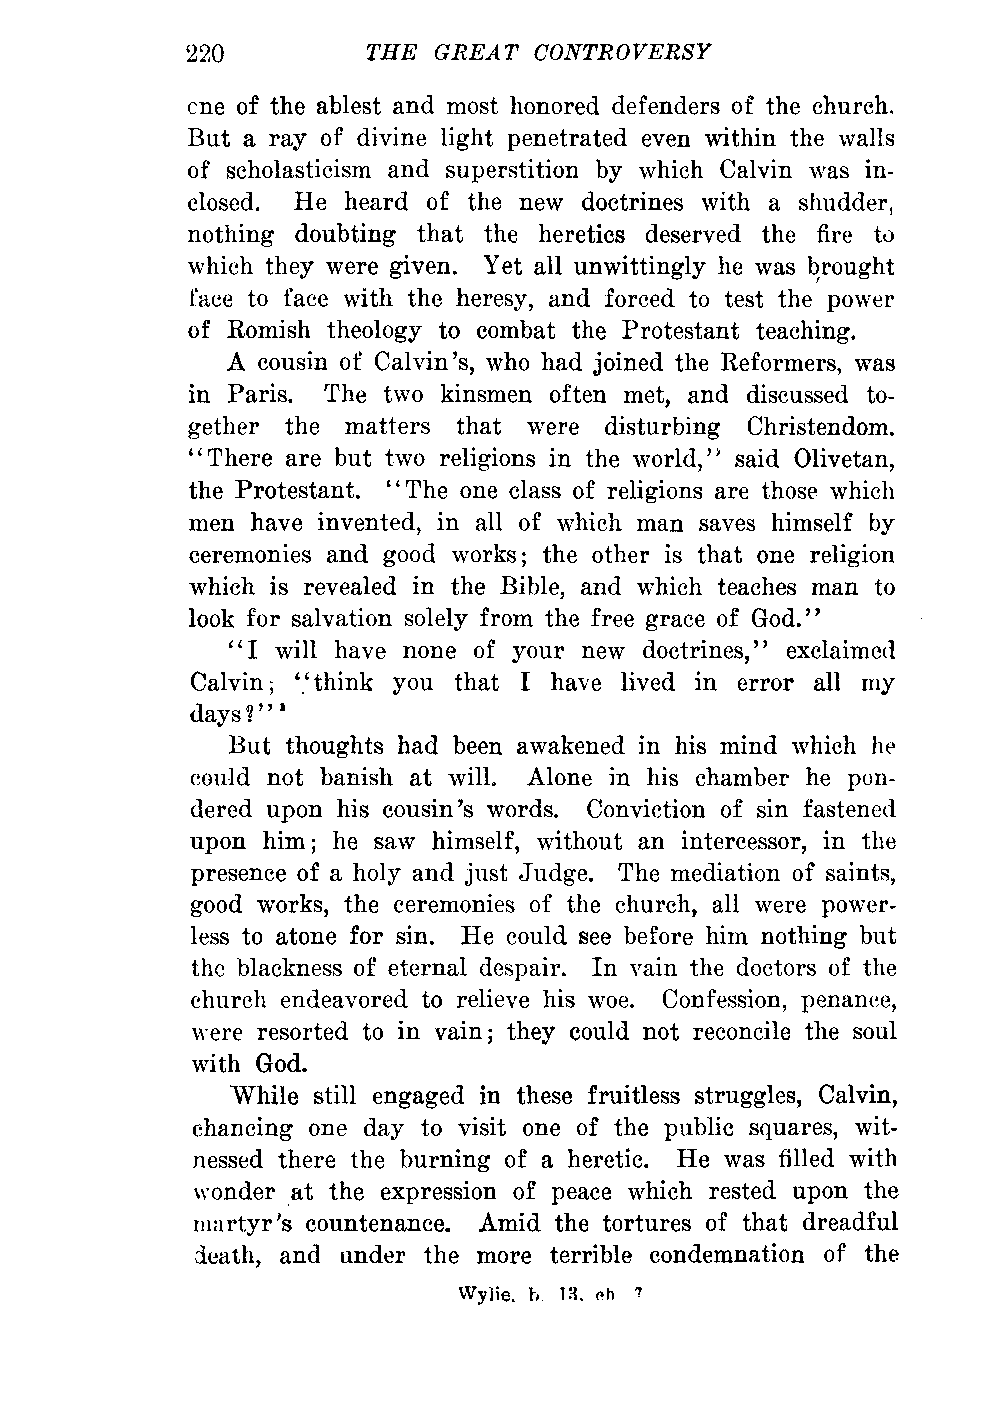 220 THE GREAT CONTROVERSY
one of the ablest and most honored defenders of the church.
But a ray of divine light penetrated even within the walls
of scholasticism and superstition by which Calvin was in-
closed. He heard of the new doctrines with a shudder,
nothing doubting that the heretics deserved the fire to
which they were given. Yet all unwittingly he was brought
face to face with the heresy, and forced to test the power
of Romish theology to combat the Protestant teaching.
A cousin of Calvin's, who had joined the Reformers, was
in Paris. The two kinsmen often met, and discussed to-
gether the matters that were disturbing Christendom.
"There are but two religions in the world," said Olivetan,
the Protestant. "The one class of religions are those which
men have invented, in all of which man saves himself by
ceremonies and good works; the other is that one religion
which is revealed in the Bible, and which teaches man to
look for salvation solely from the free grace of God."
"I will have none of your new doctrines," exclaimed
Calvin; "think you that I have lived in error all my
days?"¹
But thoughts had been awakened in his mind which he
could not banish at will. Alone in his chamber he pon-
dered upon his cousin's words. Conviction of sin fastened
upon him; he saw himself, without an intercessor, in the
presence of a holy and just Judge. The mediation of saints,
good works, the ceremonies of the church, all were power-
less to atone for sin. He could see before him nothing but
the blackness of eternal despair. In vain the doctors of the
church endeavored to relieve his woe. Confession, penance,
were resorted to in vain; they could not reconcile the soul
with God.
While still engaged in these fruitless struggles, Calvin,
chancing one day to visit one of the public squares, wit-
nessed there the burning of a heretic. He was filled with
wonder at the expression of peace which rested upon the
martyr's countenance. Amid the tortures of that dreadful
death, and under the more terrible condemnation of the
Wylie, b. 13, ch. 7